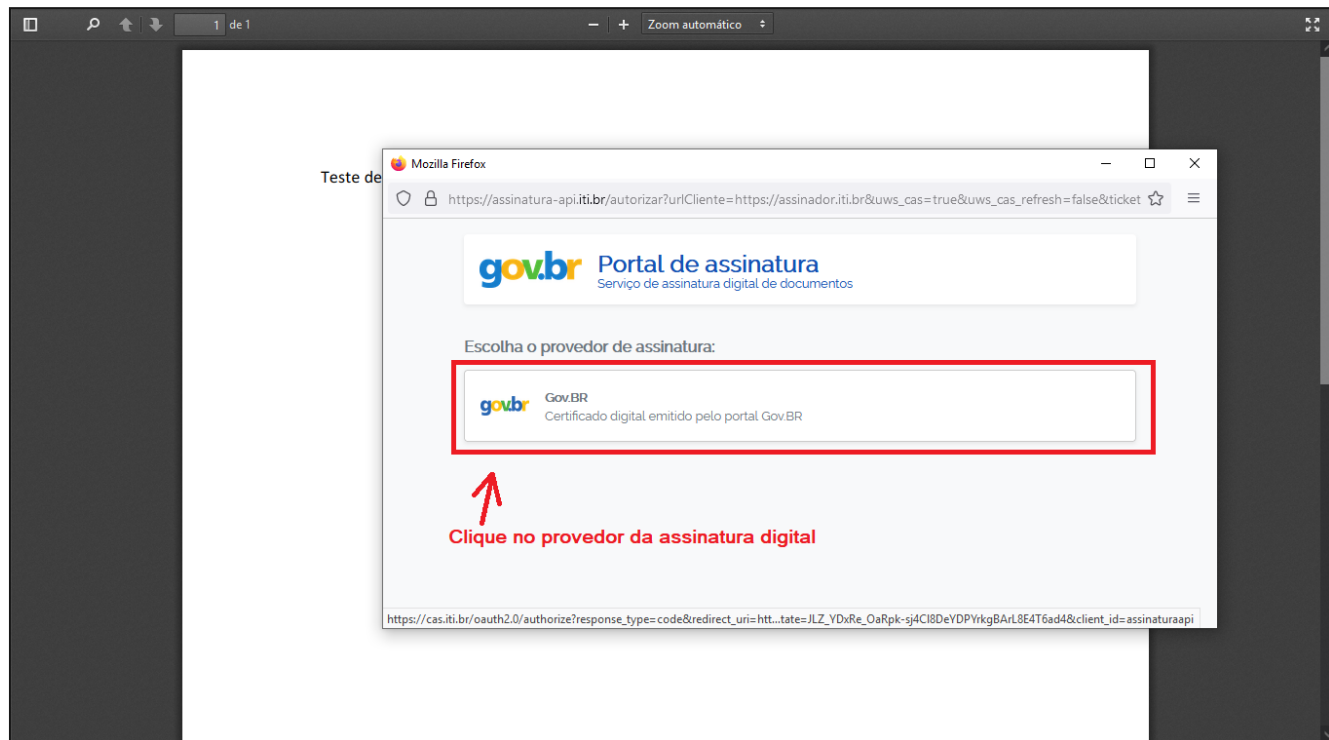 1 de 1
Zoom automático
Teste de
Mozilla Firefox
https://assinatura-api.iti.br/autorizar?urlCliente=https://assinador.iti.br&uws_cas=true&uws_cas_refresh=false&ticket
gov.br Portal de assinatura
Serviço de assinatura digital de documentos
Escolha o provedor de assinatura:
gov.br Gov.BR
Certificado digital emitido pelo portal Gov.BR
Clique no provedor da assinatura digital
https://cas.iti.br/oauth2.0/authorize?response_type=code&redirect_uri=htt...tate=JLZ_YDxRe_OaRpk-sj4CI8DeYDPYrkgBArL8E4T6ad4&client_id=assinaturaapi